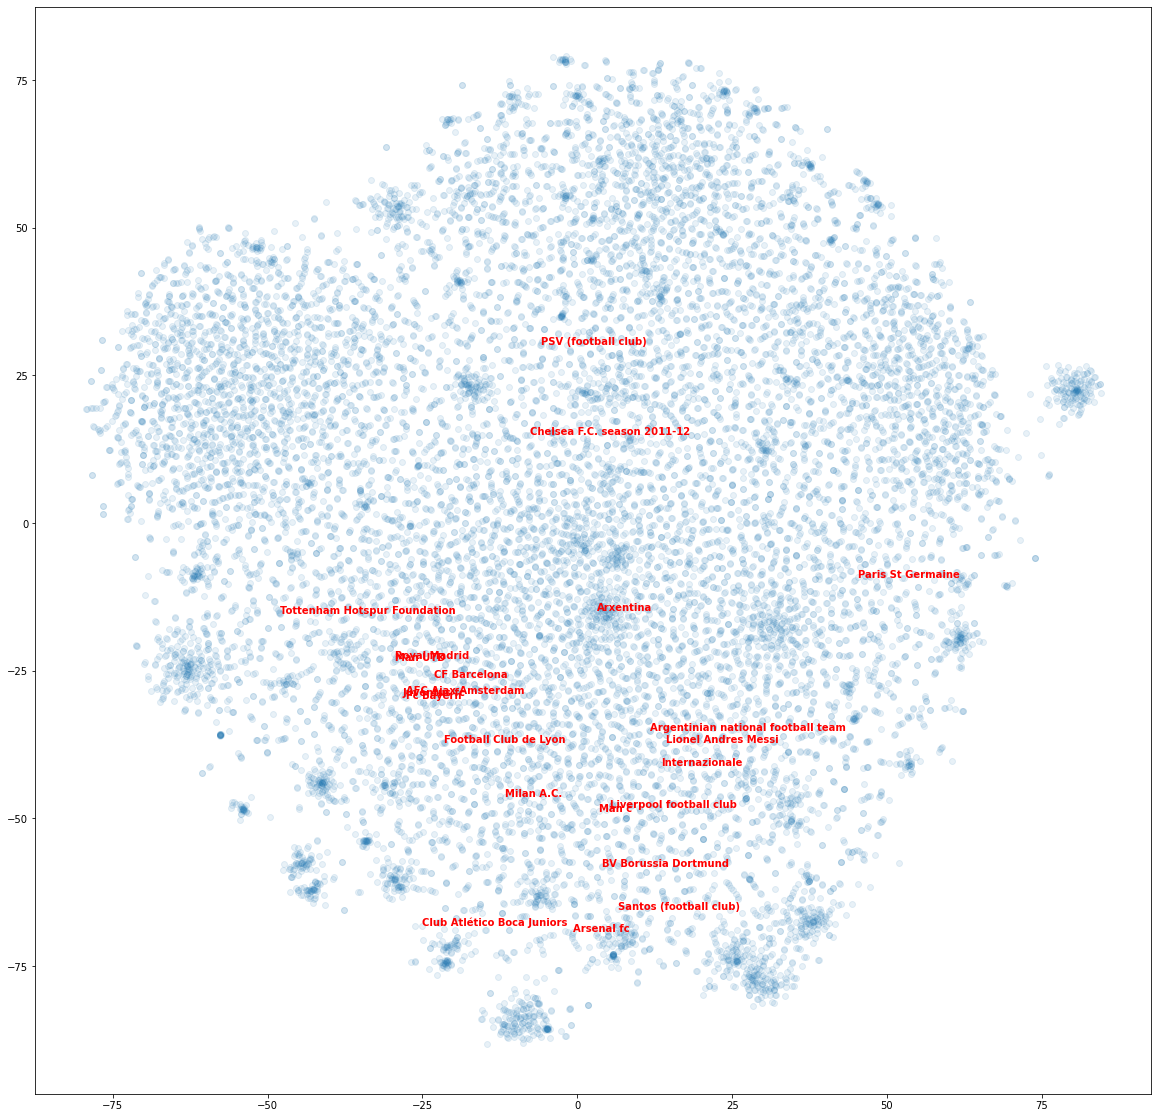 75
50
25
0
−25
−50
−75
PSV (football club)
Chelsea F.C. season 2011-12
Paris St Germaine
Arxentina
Tottenham Hotspur Foundation
Royal Madrid
Man UTD
CF Barcelona
AFC Ajax Amsterdam
Fc Bayern
Argentinian national football team
Football Club de Lyon
Lionel Andres Messi
Internazionale
Milan A.C.
Liverpool football club
Man c
BV Borussia Dortmund
Santos (football club)
Club Atlético Boca Juniors
Arsenal fc
−75
−50
−25
0
25
50
75